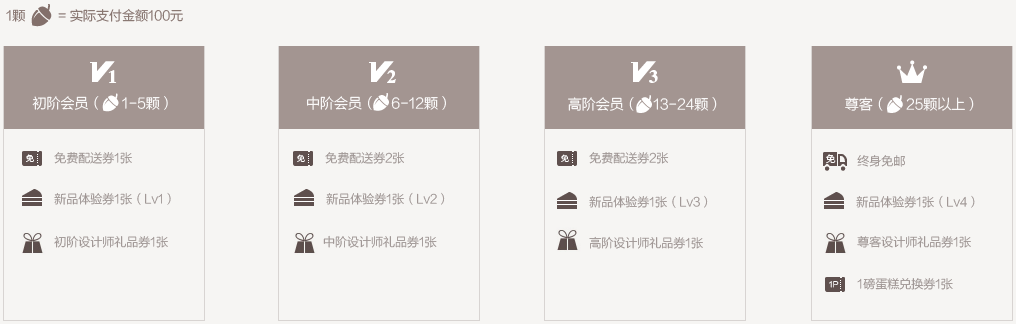 1颗 = 实际支付金额100元
V1
初阶会员（1-5颗）
免 免费配送券1张
新品体验券1张（Lv1）
初阶设计师礼品券1张
V2
中阶会员（6-12颗）
免 免费配送券2张
新品体验券1张（Lv2）
中阶设计师礼品券1张
V3
高阶会员（13-24颗）
免 免费配送券2张
新品体验券1张（Lv3）
高阶设计师礼品券1张
尊客（25颗以上）
免 终身免邮
新品体验券1张（Lv4）
尊客设计师礼品券1张
1P 1磅蛋糕兑换券1张